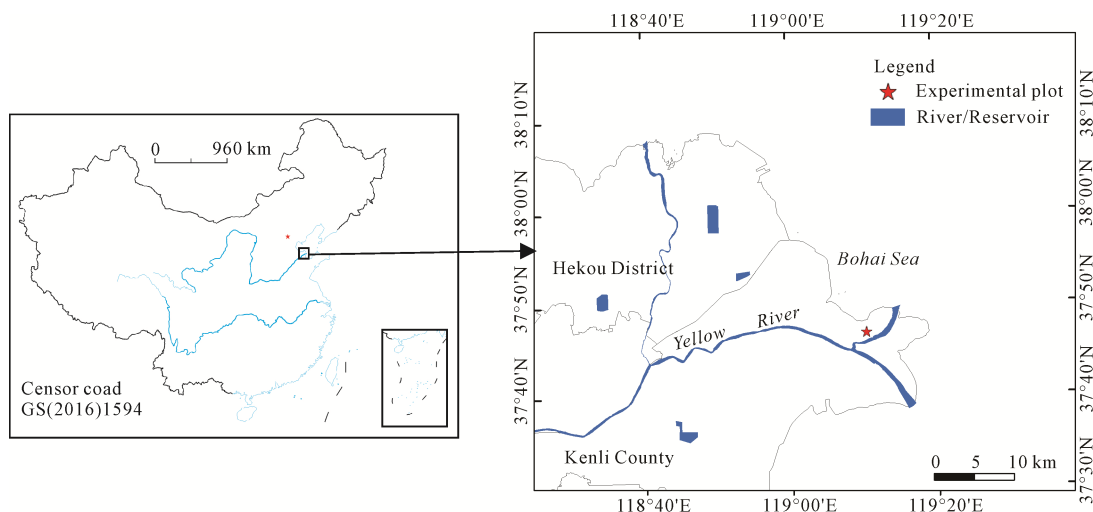 0 960 km
Censor coad
GS(2016)1594
118°40'E 119°00'E 119°20'E
Legend
Experimental plot
River/Reservoir
38°10'N
38°00'N
37°50'N
37°40'N
38°10'N
38°00'N
37°50'N
37°40'N
37°30'N
Bohai Sea
Hekou District
Yellow River
Kenli County
0 5 10 km
118°40'E 119°00'E 119°20'E